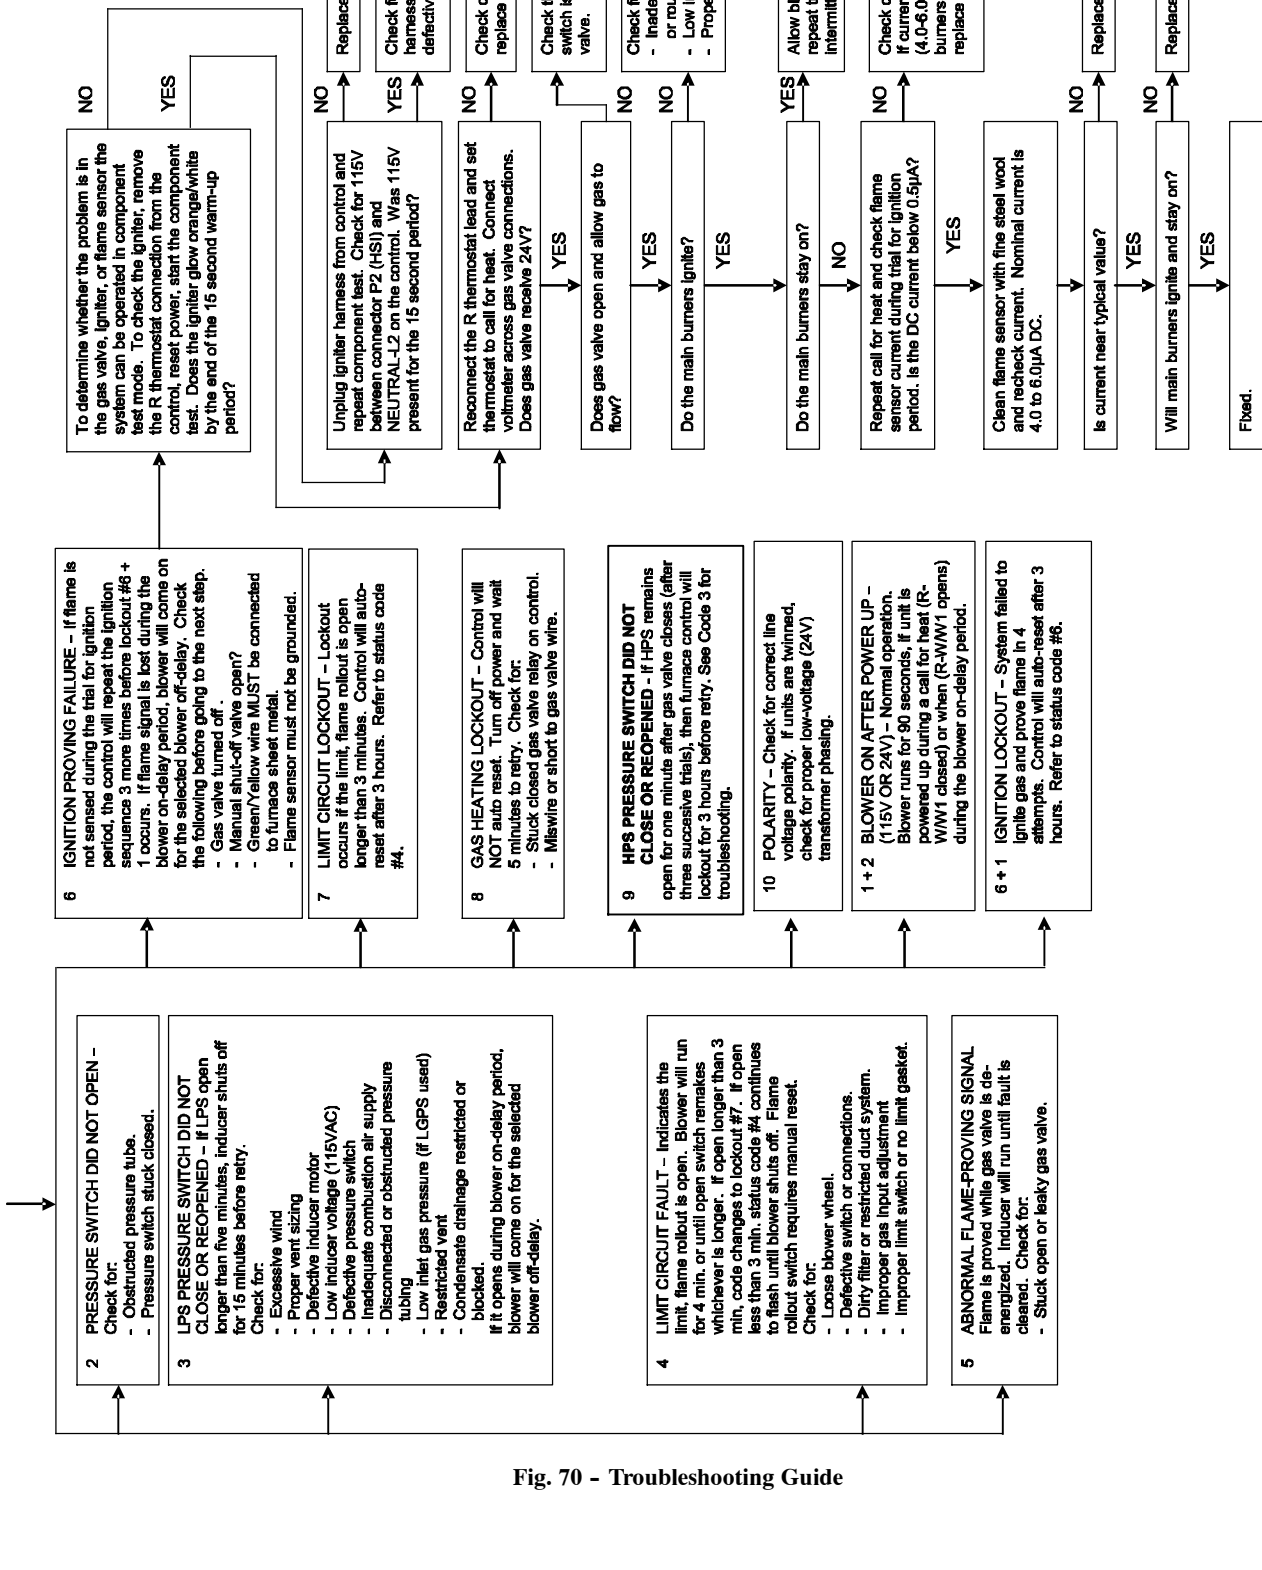 2 PRESSURE SWITCH DID NOT OPEN –
Check for:
- Obstructed pressure tube.
- Pressure switch stuck closed.
3 LPS PRESSURE SWITCH DID NOT
CLOSE OR REOPENED – If LPS open
longer than five minutes, inducer shuts off
for 15 minutes before retry.
Check for:
- Excessive wind
- Proper vent sizing
- Defective inducer motor
- Low inducer voltage (115VAC)
- Defective pressure switch
- Inadequate combustion air supply
- Disconnected or obstructed pressure
tubing
- Low inlet gas pressure (if LGPS used)
- Restricted vent
- Condensate drainage restricted or
blocked.
If it opens during blower on-delay period,
blower will come on for the selected
blower off-delay.
4 LIMIT CIRCUIT FAULT – Indicates the
limit, flame rollout is open. Blower will run
for 4 min. or until open switch remakes
whichever is longer. If open longer than 3
min, code changes to lockout #7. If open
less than 3 min. status code #4 continues
to flash until blower shuts off. Flame
rollout switch requires manual reset.
Check for:
- Loose blower wheel.
- Defective switch or connections.
- Dirty filter or restricted duct system.
- Improper gas input adjustment
- Improper limit switch or no limit gasket.
5 ABNORMAL FLAME-PROVING SIGNAL
Flame is proved while gas valve is de-
energized. Inducer will run until fault is
cleared. Check for:
- Stuck open or leaky gas valve.
6 IGNITION PROVING FAILURE – If flame is
not sensed during the trial for ignition
period, the control will repeat the ignition
sequence 3 more times before lockout #6 +
1 occurs. If flame signal is lost during the
blower on-delay period, blower will come on
for the selected blower off-delay. Check
the following before going to the next step.
- Gas valve turned off .
- Manual shut-off valve open?
- Green/Yellow wire MUST be connected
to furnace sheet metal.
- Flame sensor must not be grounded.
7 LIMIT CIRCUIT LOCKOUT – Lockout
occurs if the limit, flame rollout is open
longer than 3 minutes. Control will auto-
reset after 3 hours. Refer to status code
#4.
8 GAS HEATING LOCKOUT – Control will
NOT auto reset. Turn off power and wait
5 minutes to retry. Check for:
- Stuck closed gas valve relay on control.
- Miswire or short to gas valve wire.
9 HPS PRESSURE SWITCH DID NOT
CLOSE OR REOPENED - If HPS remains
open for one minute after gas valve closes (after
three succesive trials), then furnace control will
lockout for 3 hours before retry. See Code 3 for
troubleshooting.
10 POLARITY – Check for correct line
voltage polarity. If units are twinned,
check for proper low-voltage (24V)
transformer phasing.
1 + 2 BLOWER ON AFTER POWER UP –
(115V OR 24V) – Normal operation.
Blower runs for 90 seconds, if unit is
powered up during a call for heat (R-
W/W1 closed) or when (R-W/W1 opens)
during the blower on-delay period.
6 + 1 IGNITION LOCKOUT – System failed to
ignite gas and prove flame in 4
attempts. Control will auto-reset after 3
hours. Refer to status code #6.
To determine whether the problem is in
the gas valve, igniter, or flame sensor the
system can be operated in component
test mode. To check the igniter, remove
the R thermostat connection from the
control, reset power, start the component
test. Does the igniter glow orange/white
by the end of the 15 second warm-up
period?
NO
YES
Unplug igniter harness from control and
repeat component test. Check for 115V
between connector P2 (HSI) and
NEUTRAL-L2 on the control. Was 115V
present for the 15 second period?
NO
Replace
YES
Check f
harness
defectiv
Reconnect the R thermostat lead and set
thermostat to call for heat. Connect
voltmeter across gas valve connections.
Does gas valve receive 24V?
NO
Check
replace
YES
Does gas valve open and allow gas to
flow?
NO
Check t
switch is
valve.
YES
Do the main burners ignite?
NO
Check f
- Inade
or rou
- Low i
- Prope
YES
Do the main burners stay on?
YES
Allow bl
repeat t
intermitt
NO
Repeat call for heat and check flame
sensor current during trial for ignition
period. Is the DC current below 0.5µA?
NO
Check
If curren
(4.0-6.0
burners
replace
YES
Clean flame sensor with fine steel wool
and recheck current. Nominal current is
4.0 to 6.0µA DC.
Is current near typical value?
NO
Replace
YES
Will main burners ignite and stay on?
NO
Replace
YES
Fixed.
Fig. 70 - Troubleshooting Guide